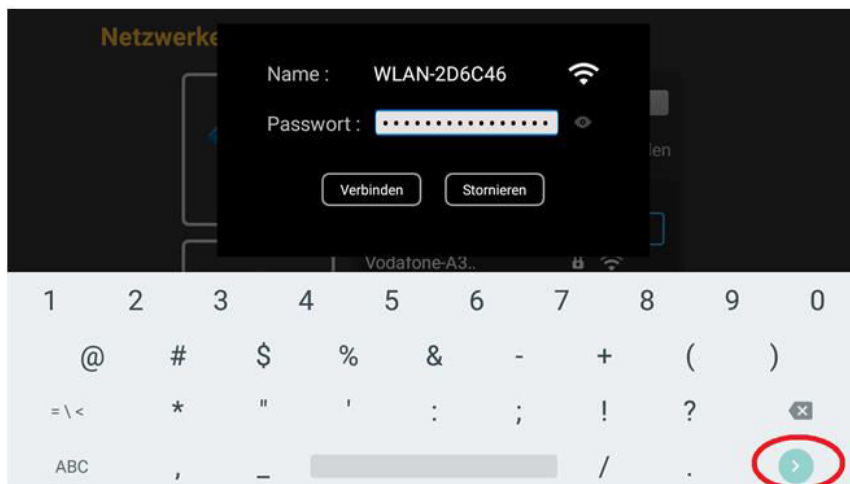 Netzwerke
Name : WLAN-2D6C46
Passwort : ················
den
Verbinden Stornieren
Vodafone-A3..
1 2 3 4 5 6 7 8 9 0
@ # $ % & - + ( )
= \ < * " ' : ; ! ?
ABC , _ / .